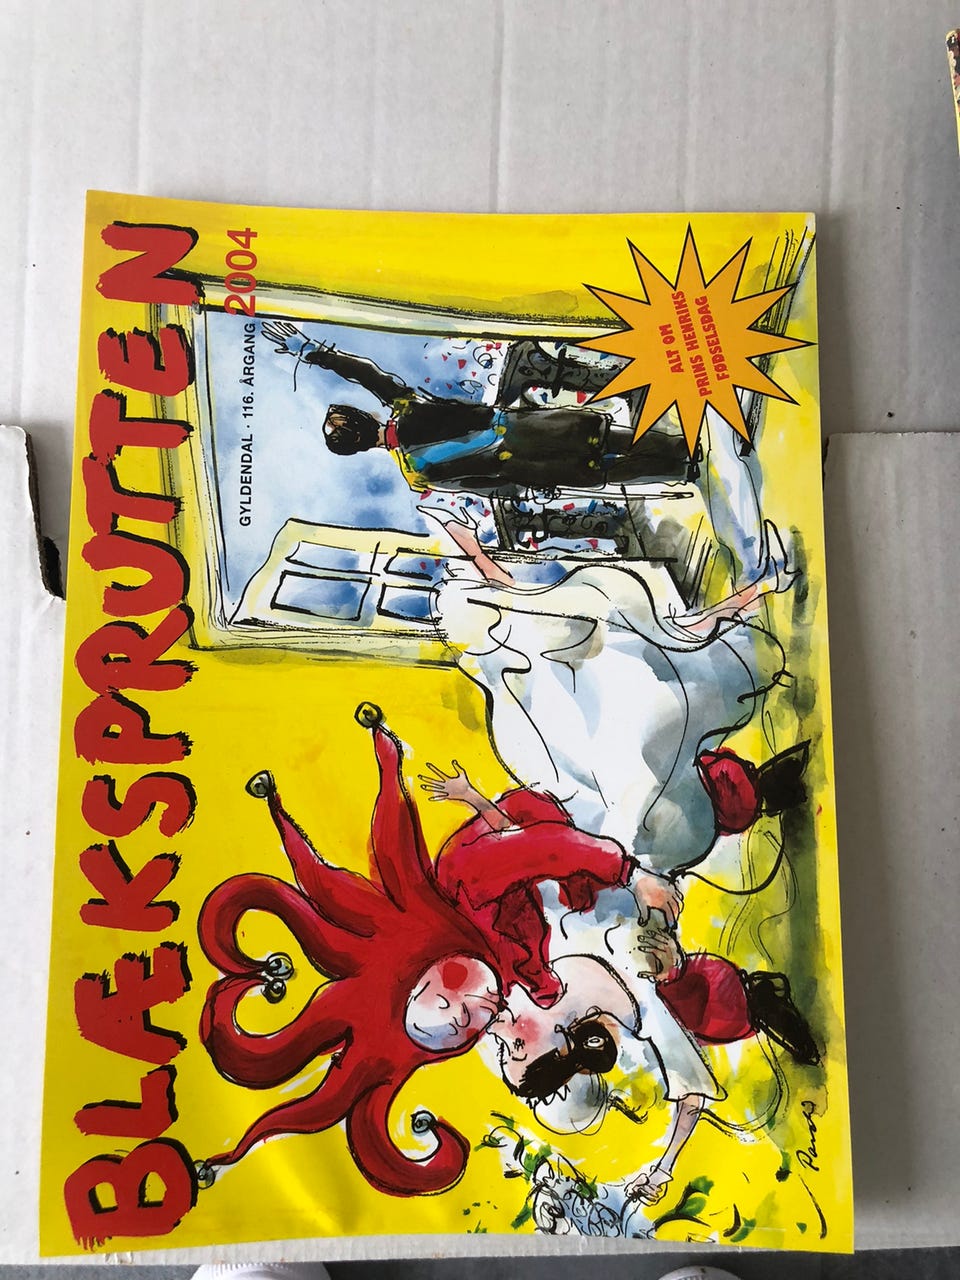 BLÆKSPRUTTEN
GYLDENDAL · 116. ÅRGANG 2004
ALT OM
PRINS HENRIKS
FØDSELSDAG